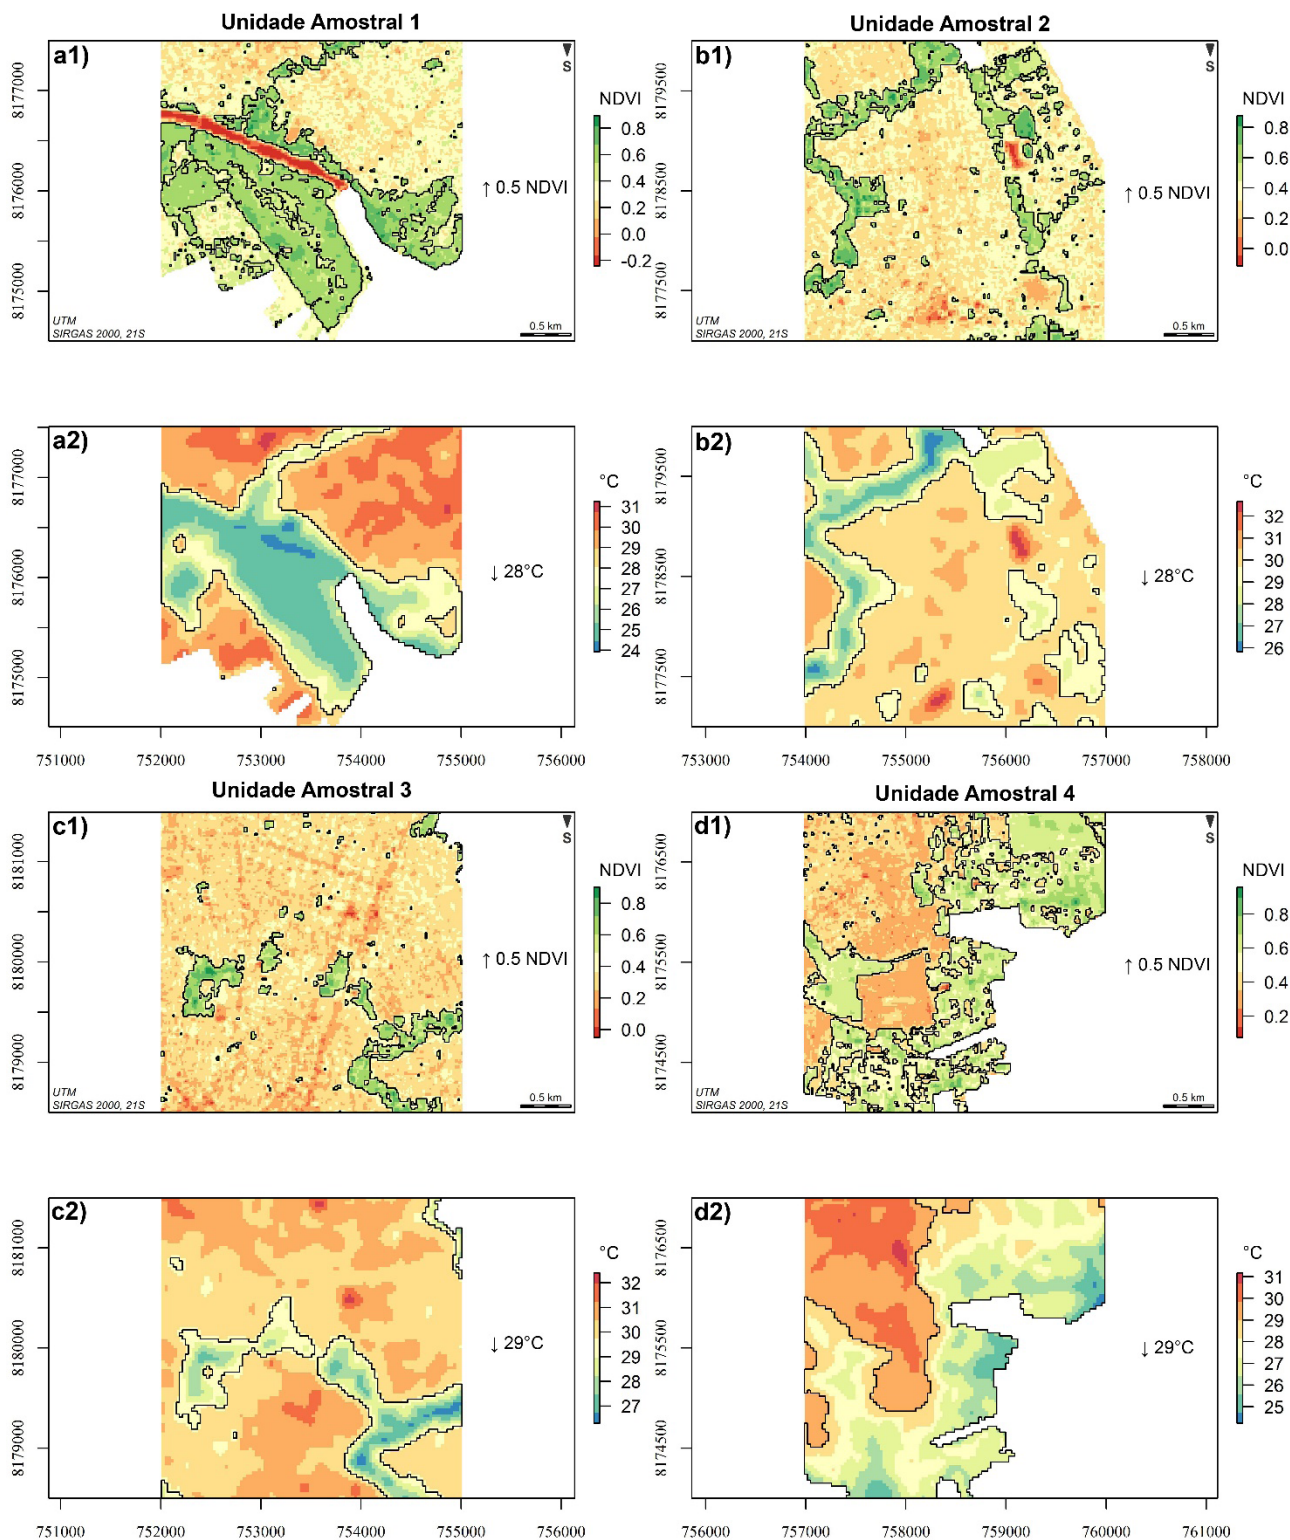 Unidade Amostral 1
a1)
8177000
8176000
8175000
S
NDVI
0.8
0.6
0.4
0.2
0.0
-0.2
↑ 0.5 NDVI
UTM
SIRGAS 2000, 21S
0.5 km
Unidade Amostral 2
b1)
8179500
8178500
8177500
S
NDVI
0.8
0.6
0.4
0.2
0.0
↑ 0.5 NDVI
UTM
SIRGAS 2000, 21S
0.5 km
a2)
8177000
8176000
8175000
°C
31
30
29
28
27
26
25
24
↓ 28°C
751000 752000 753000 754000 755000 756000
b2)
8179500
8178500
8177500
°C
32
31
30
29
28
27
26
↓ 28°C
753000 754000 755000 756000 757000 758000
Unidade Amostral 3
c1)
8181000
8180000
8179000
S
NDVI
0.8
0.6
0.4
0.2
0.0
↑ 0.5 NDVI
UTM
SIRGAS 2000, 21S
0.5 km
Unidade Amostral 4
d1)
8176500
8175500
8174500
S
NDVI
0.8
0.6
0.4
0.2
↑ 0.5 NDVI
UTM
SIRGAS 2000, 21S
0.5 km
c2)
8181000
8180000
8179000
°C
32
31
30
29
28
27
↓ 29°C
751000 752000 753000 754000 755000 756000
d2)
8176500
8175500
8174500
°C
31
30
29
28
27
26
25
↓ 29°C
756000 757000 758000 759000 760000 761000